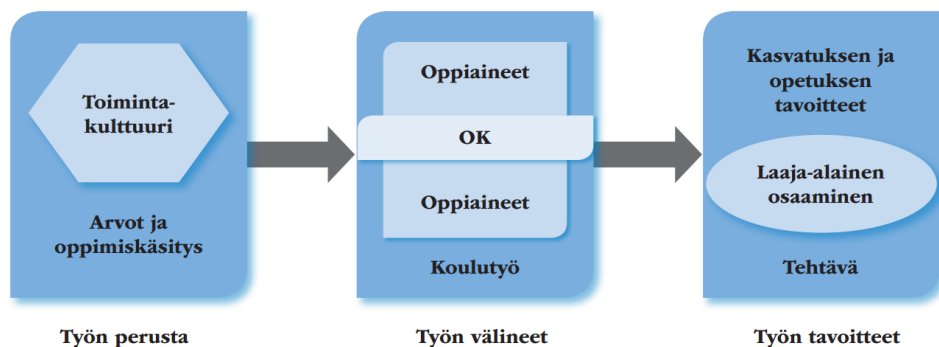 Toiminta-
kulttuuri
Arvot ja
oppimiskäsitys
Työn perusta
Oppiaineet
OK
Oppiaineet
Koulutyö
Työn välineet
Kasvatuksen ja
opetuksen
tavoitteet
Laaja-alainen
osaaminen
Tehtävä
Työn tavoitteet